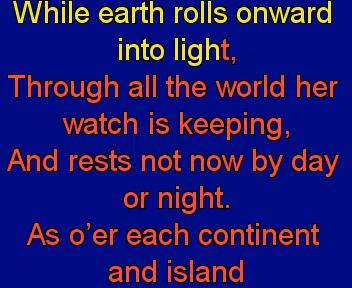 While earth rolls onward
into light,
Through all the world her
watch is keeping,
And rests not now by day
or night.
As o’er each continent
and island